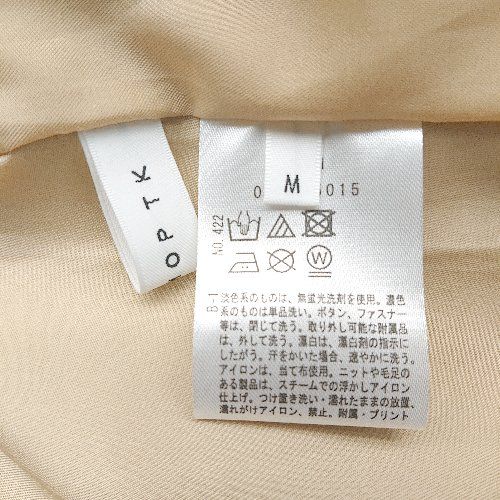 OPTK
M
0 0015
NO.422
W
B-1
淡色系のものは、無蛍光洗剤を使用。濃色
系のものは単品洗い。ボタン、ファスナー
等は、閉じて洗う。取り外し可能な附属品
は、外して洗う。漂白は、漂白剤の指示に
したがう。汗をかいた場合、速やかに洗う。
アイロンは、当て布使用。ニットや毛足の
ある製品は、スチームでの浮かしアイロン
仕上げ。つけ置き洗い・濡れたままの放置、
濡れがけアイロン、禁止。附属・プリント